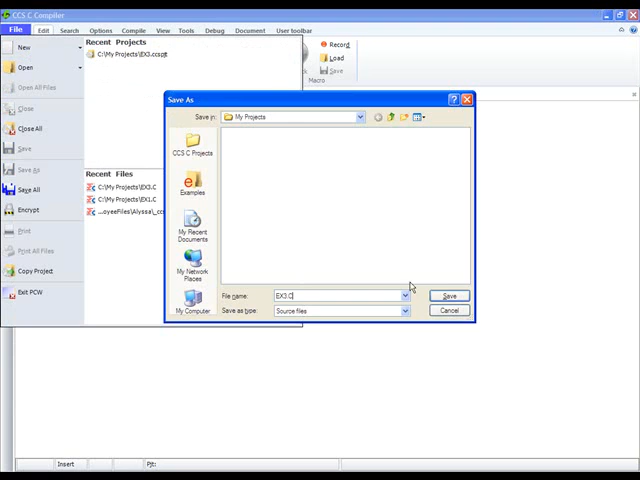 CCS C Compiler
File Edit Search Options Compile View Tools Debug Document User toolbar
New
Open
Open All Files
Close
Close All
Save
Save As
Save All
Encrypt
Print
Print All Files
Copy Project
Exit PCW
Recent Projects
C:\My Projects\EX3.ccspjt
Recent Files
C:\My Projects\EX3.C
C:\My Projects\EX1.C
Record
Load
Save
Macro
Save As
Save in: My Projects
CCS C Projects
Examples
My Recent
Documents
My Network
Places
My Computer
File name: EX3.C Save
Save as type: Source files Cancel
Insert Pjt: